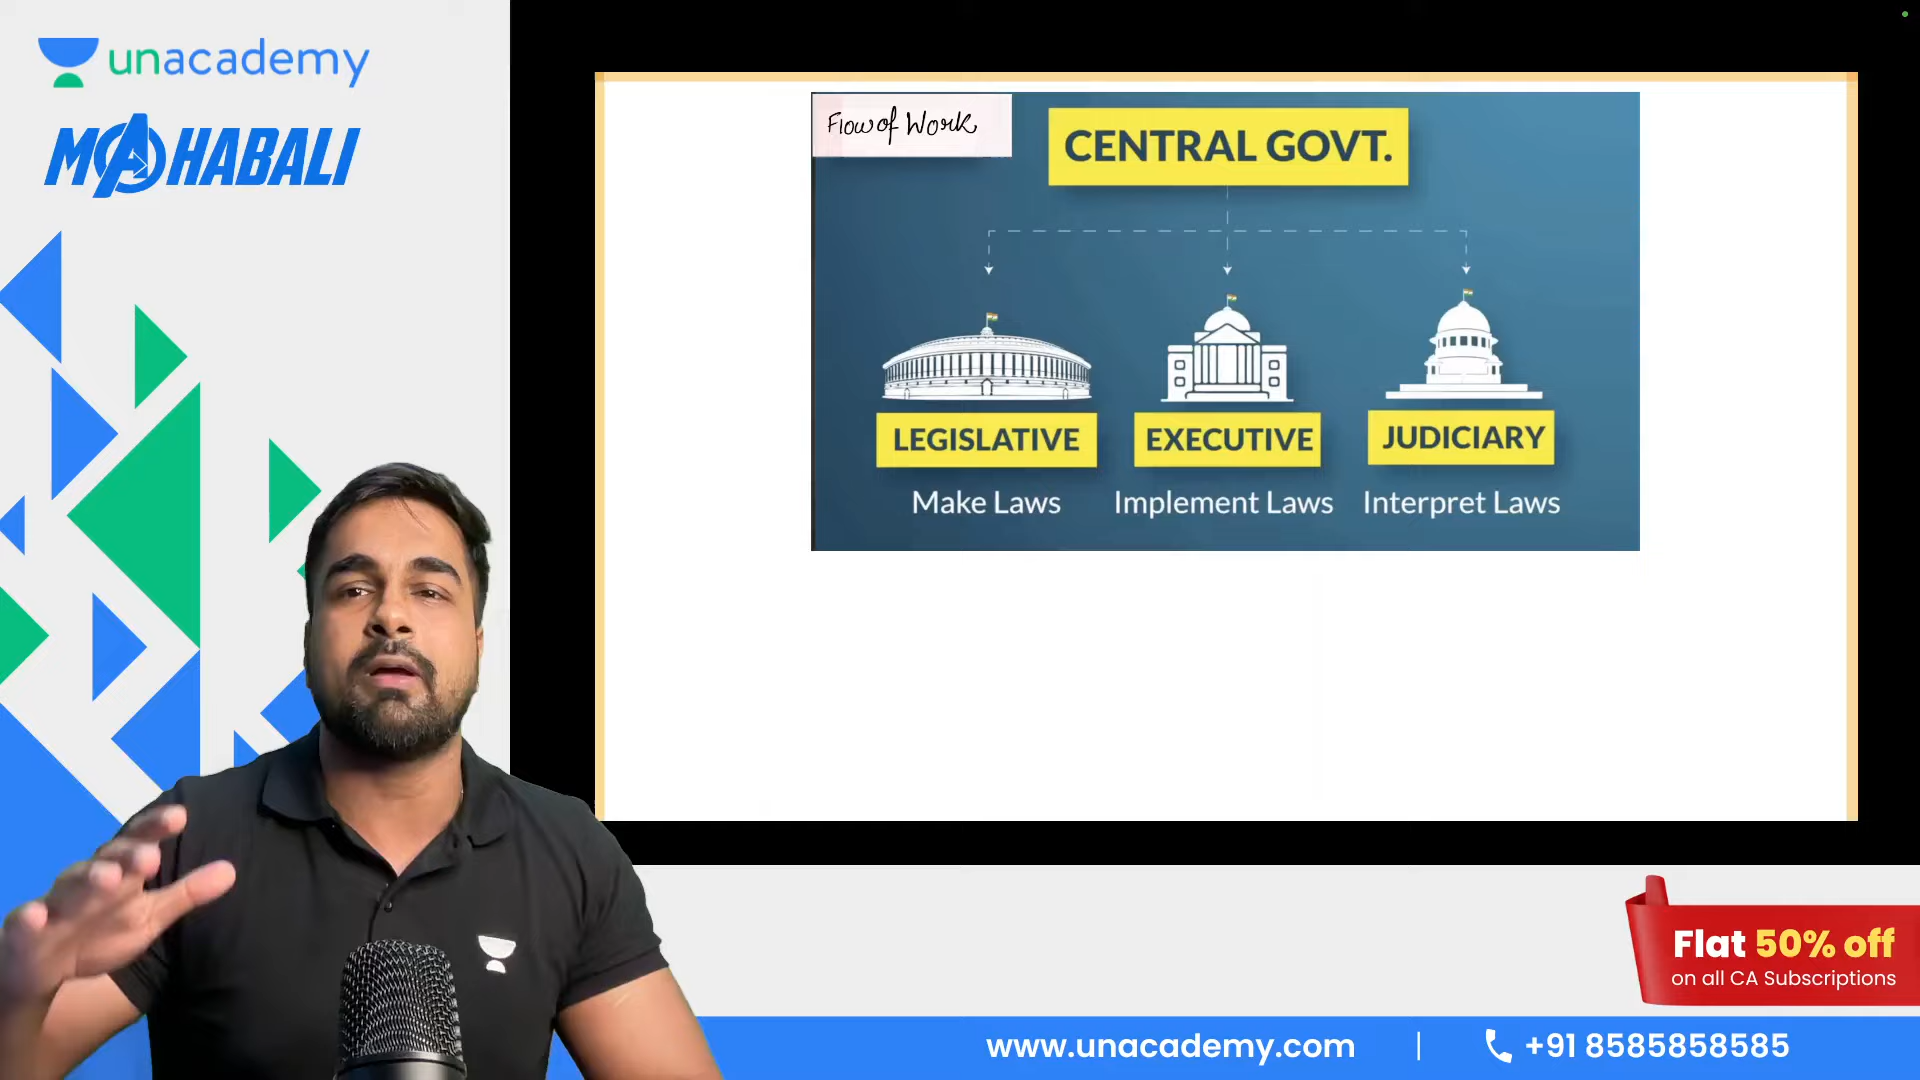 unacademy
MAHABALI
Flow of Work
CENTRAL GOVT.
LEGISLATIVE
EXECUTIVE
JUDICIARY
Make Laws
Implement Laws
Interpret Laws
Flat 50% off
on all CA Subscriptions
www.unacademy.com | +91 8585858585